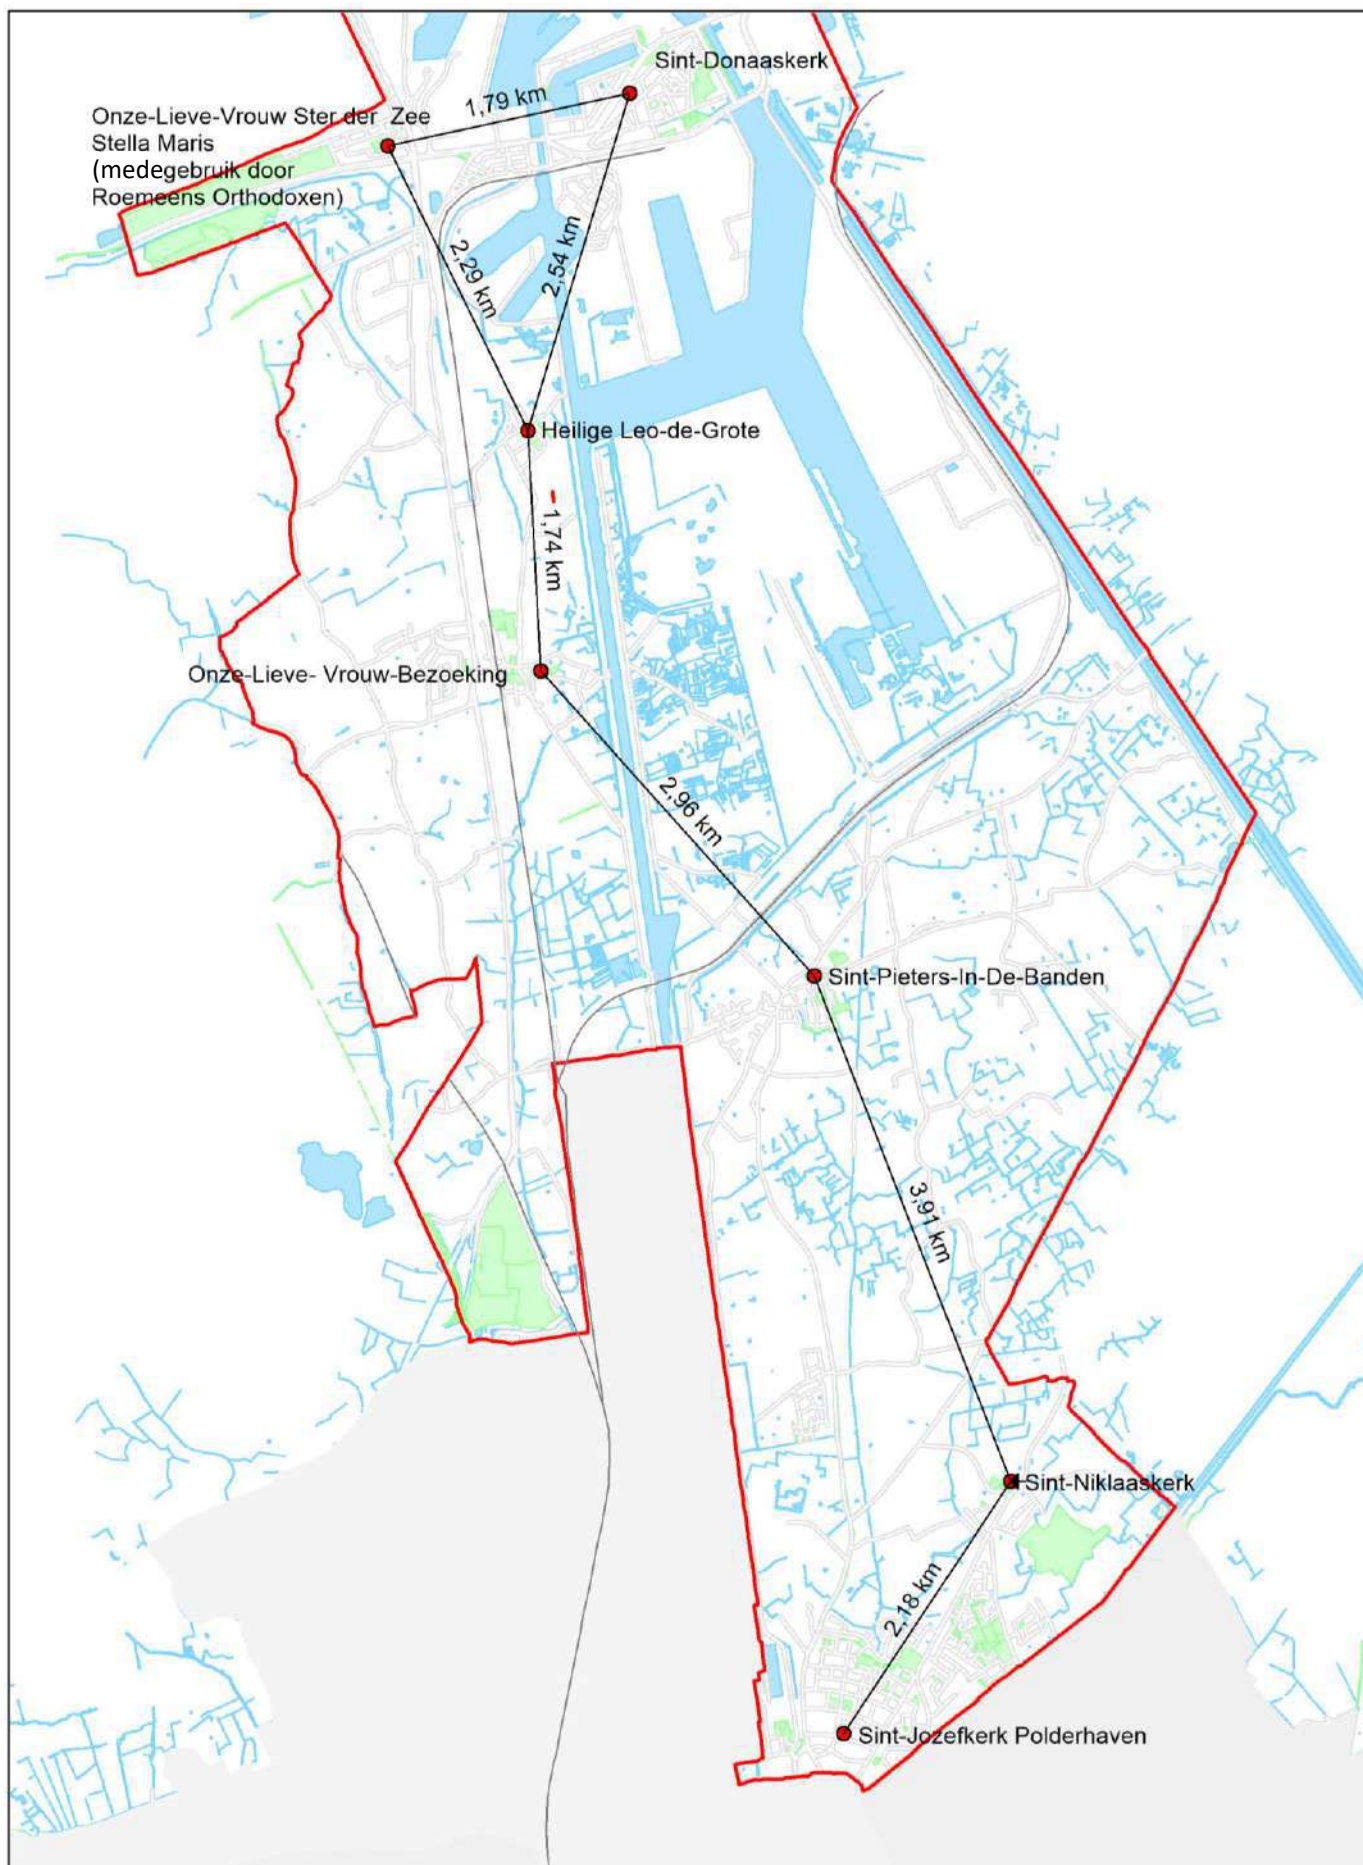 Sint-Donaaskerk
1,79 km
Onze-Lieve-Vrouw Ster der Zee
Stella Maris
(medegebruik door
Roemeens Orthodoxen)
2,29 km
2,54 km
Heilige Leo-de-Grote
1,74 km
Onze-Lieve- Vrouw-Bezoeking
2,96 km
Sint-Pieters-In-De-Banden
3,91 km
Sint-Niklaaskerk
2,18 km
Sint-Jozefkerk Polderhaven